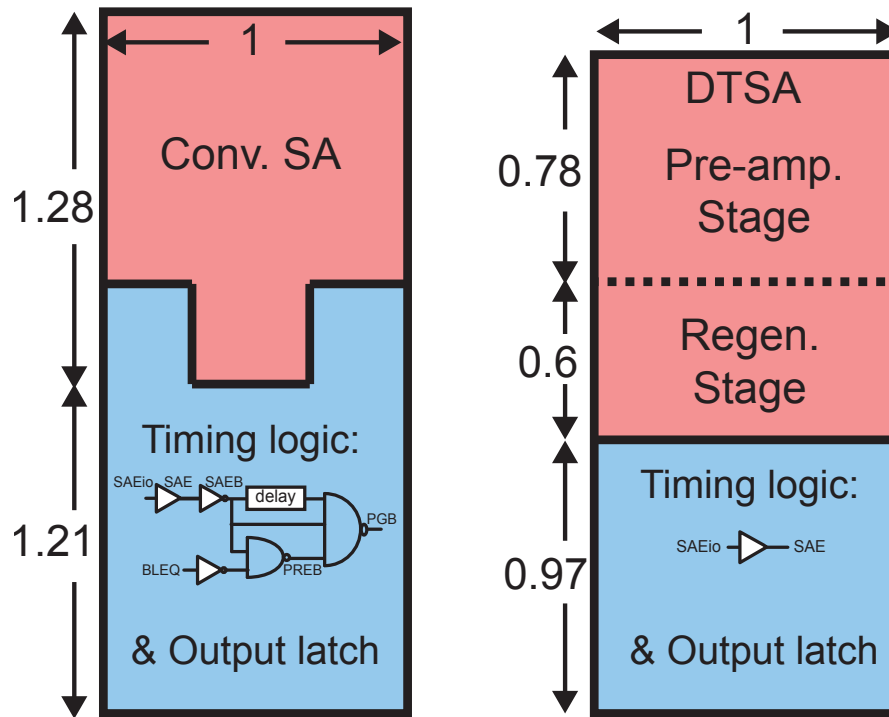 1
Conv. SA
1.28
Timing logic:
SAEio SAE SAEB
delay
PGB
BLEQ
PREB
1.21
& Output latch
1
DTSA
0.78
Pre-amp.
Stage
0.6
Regen.
Stage
Timing logic:
SAEio SAE
0.97
& Output latch